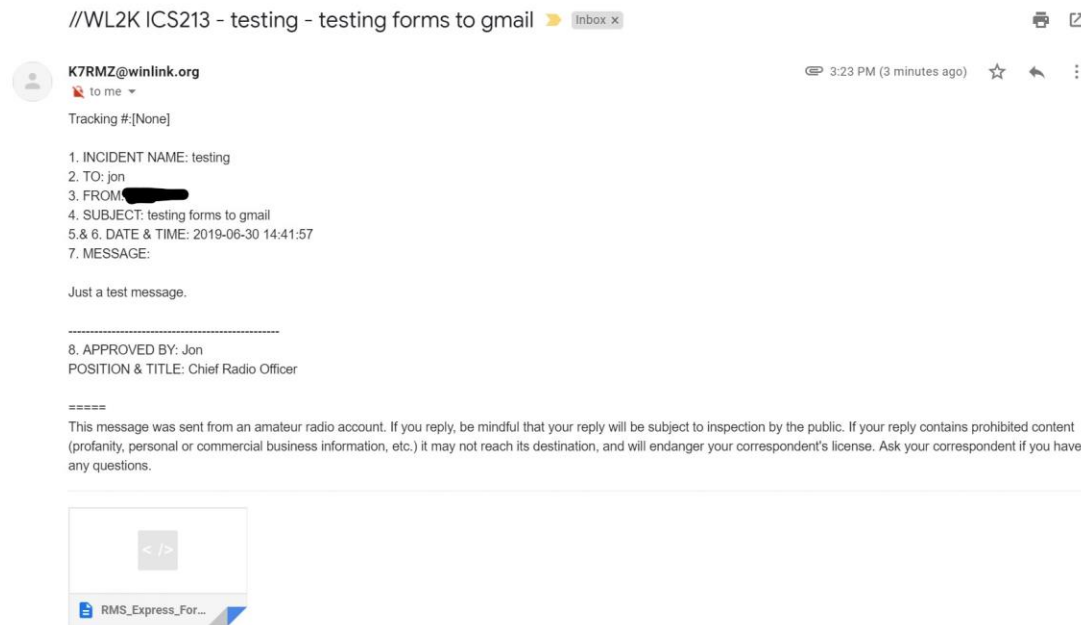 //WL2K ICS213 - testing - testing forms to gmail Inbox x
K7RMZ@winlink.org 3:23 PM (3 minutes ago)
to me
Tracking #:[None]
1. INCIDENT NAME: testing
2. TO: jon
3. FROM:
4. SUBJECT: testing forms to gmail
5.& 6. DATE & TIME: 2019-06-30 14:41:57
7. MESSAGE:
Just a test message.
-------------------------------------------------
8. APPROVED BY: Jon
POSITION & TITLE: Chief Radio Officer
=====
This message was sent from an amateur radio account. If you reply, be mindful that your reply will be subject to inspection by the public. If your reply contains prohibited content
(profanity, personal or commercial business information, etc.) it may not reach its destination, and will endanger your correspondent's license. Ask your correspondent if you have
any questions.
</> 
RMS_Express_For...